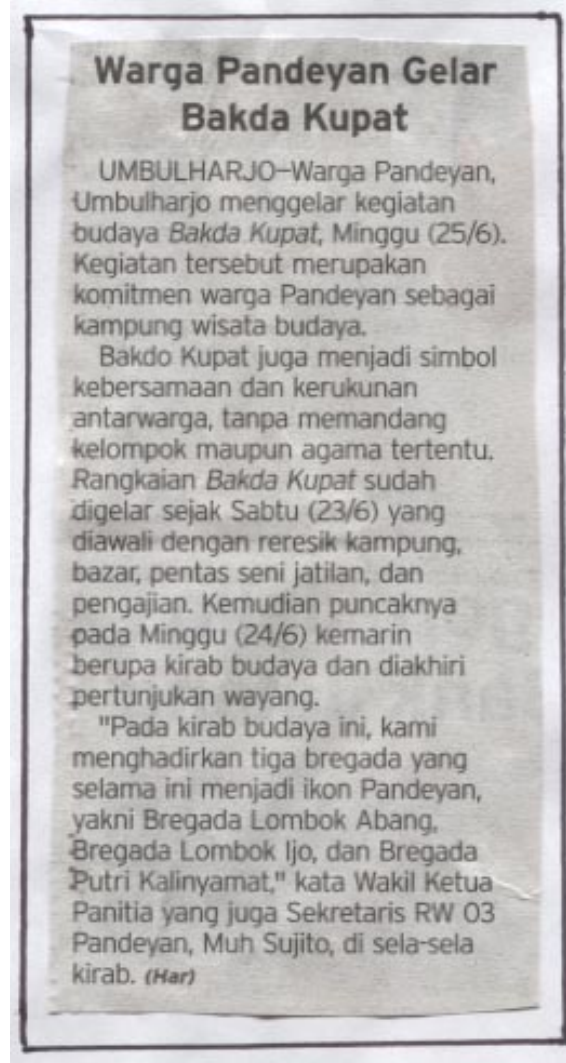 Warga Pandeyan Gelar
Bakda Kupat
UMBULHARJO—Warga Pandeyan,
Umbulharjo menggelar kegiatan
budaya Bakda Kupat, Minggu (25/6).
Kegiatan tersebut merupakan
komitmen warga Pandeyan sebagai
kampung wisata budaya.
Bakdo Kupat juga menjadi simbol
kebersamaan dan kerukunan
antarwarga, tanpa memandang
kelompok maupun agama tertentu.
Rangkaian Bakda Kupat sudah
digelar sejak Sabtu (23/6) yang
diawali dengan reresik kampung,
bazar, pentas seni jatilan, dan
pengajian. Kemudian puncaknya
pada Minggu (24/6) kemarin
berupa kirab budaya dan diakhiri
pertunjukan wayang.
"Pada kirab budaya ini, kami
menghadirkan tiga bregada yang
selama ini menjadi ikon Pandeyan,
yakni Bregada Lombok Abang,
Bregada Lombok Ijo, dan Bregada
Putri Kalinyamat," kata Wakil Ketua
Panitia yang juga Sekretaris RW 03
Pandeyan, Muh Sujito, di sela-sela
kirab. (Har)